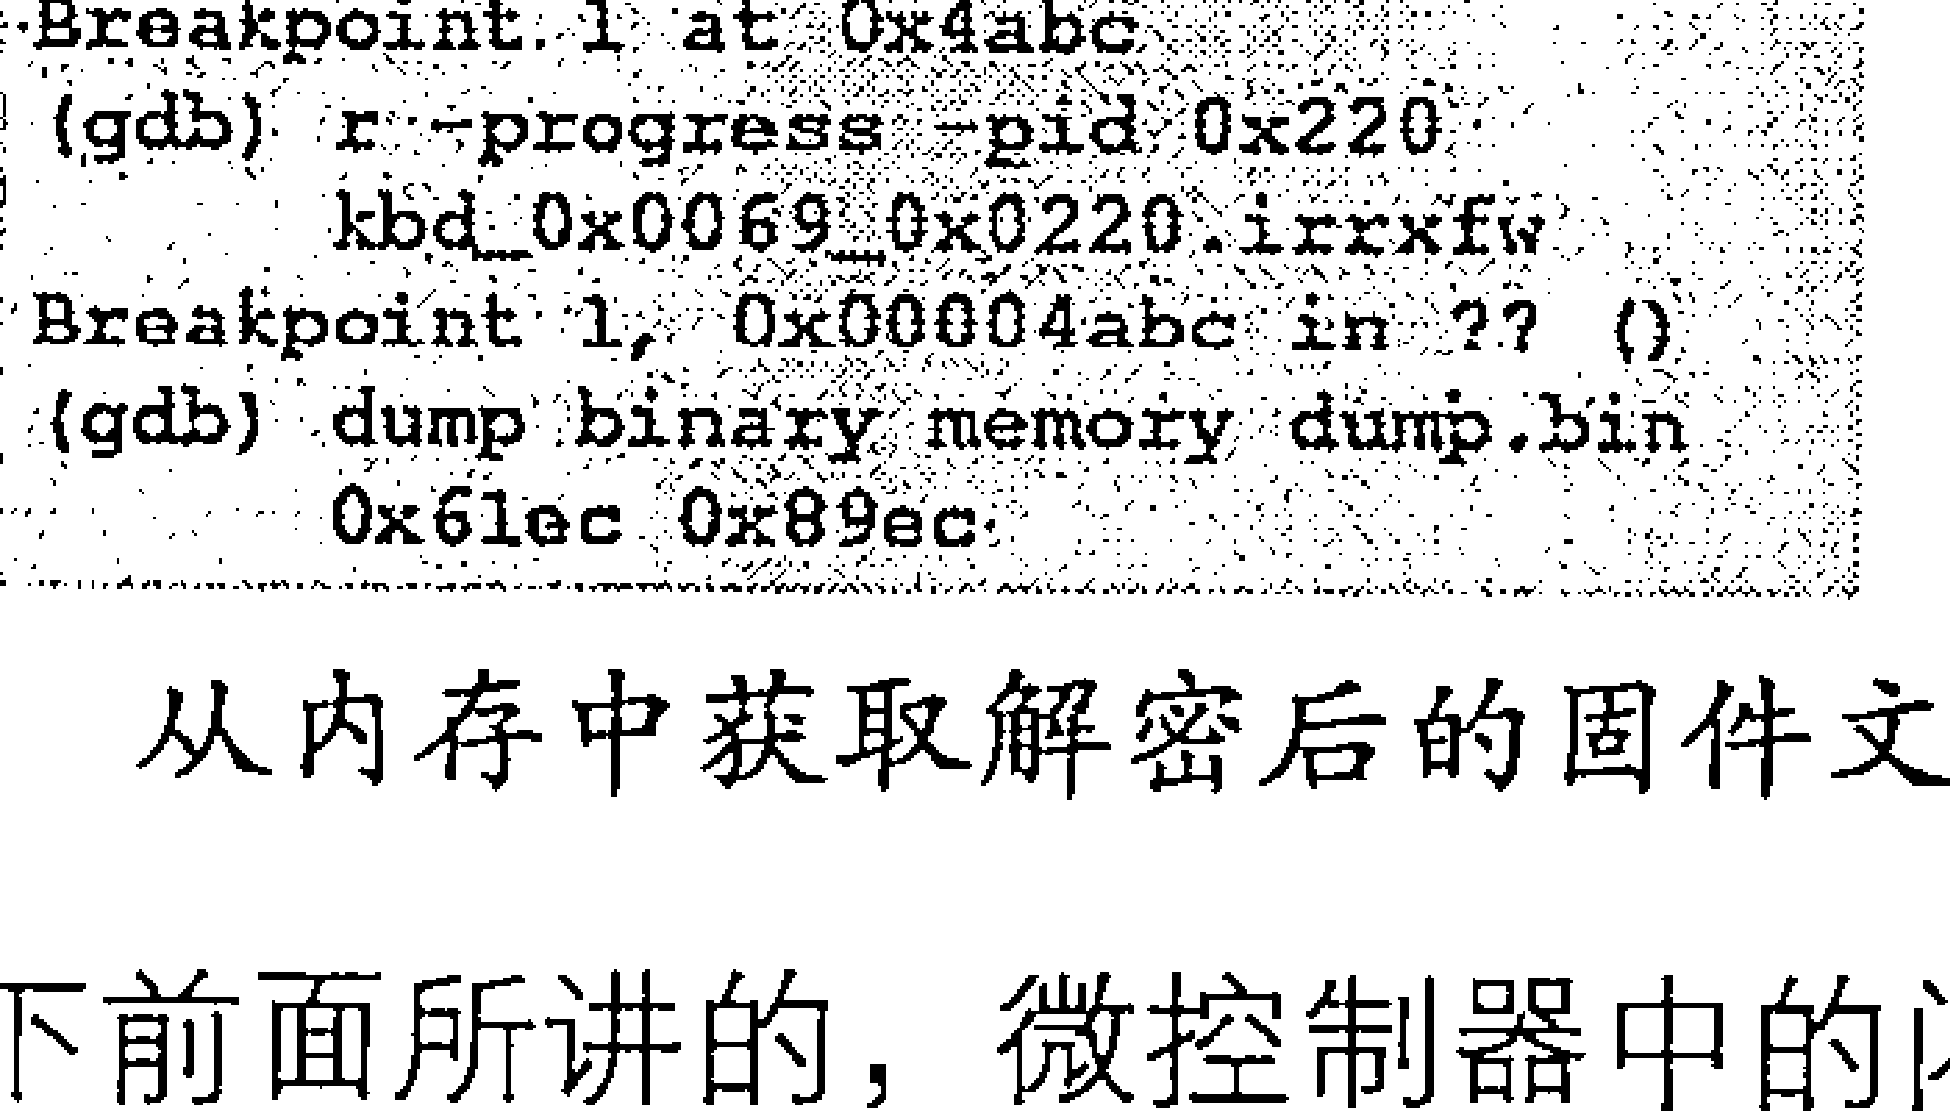 Breakpoint 1 at 0x4abc
(gdb) r -progress -pid 0x220
kbd_0x0069_0x0220.irrxfw
Breakpoint 1, 0x00004abc in ?? ()
(gdb) dump binary memory dump.bin
0x61ec 0x89ec
从内存中获取解密后的固件文
下前面所讲的，微控制器中的